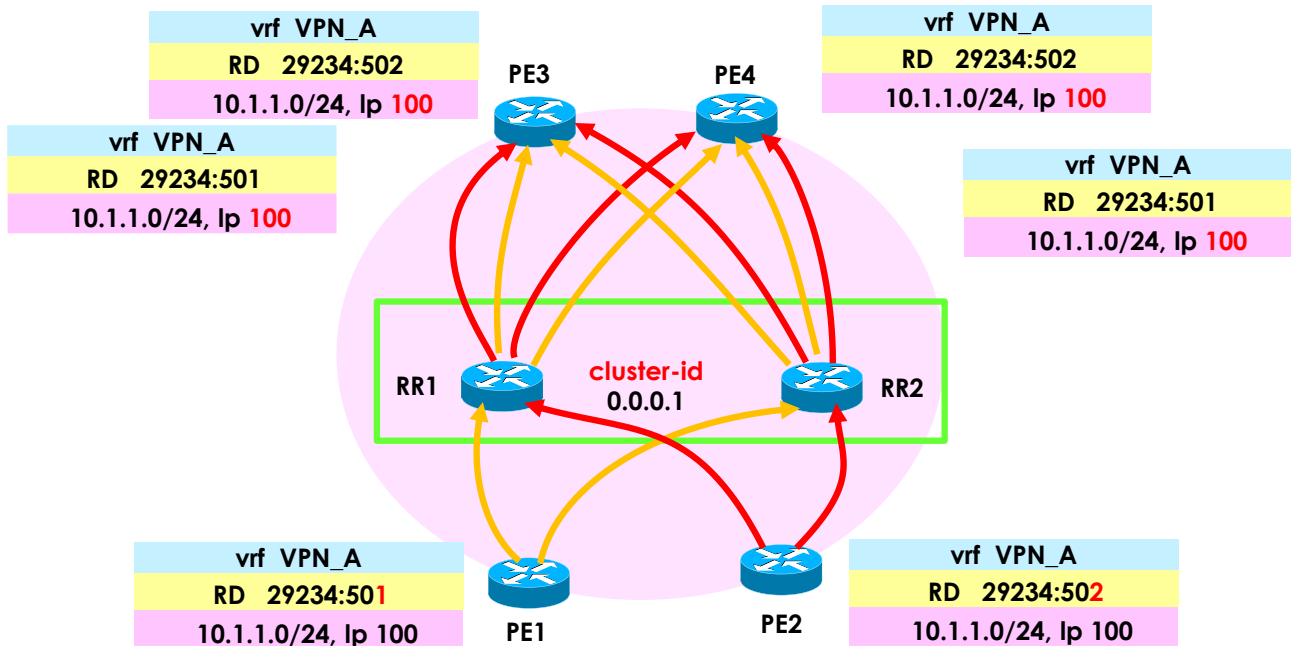 vrf VPN_A
RD 29234:502
10.1.1.0/24, lp 100
PE3
PE4
vrf VPN_A
RD 29234:502
10.1.1.0/24, lp 100
vrf VPN_A
RD 29234:501
10.1.1.0/24, lp 100
vrf VPN_A
RD 29234:501
10.1.1.0/24, lp 100
RR1
cluster-id
0.0.0.1
RR2
vrf VPN_A
RD 29234:501
10.1.1.0/24, lp 100
PE1
PE2
vrf VPN_A
RD 29234:502
10.1.1.0/24, lp 100